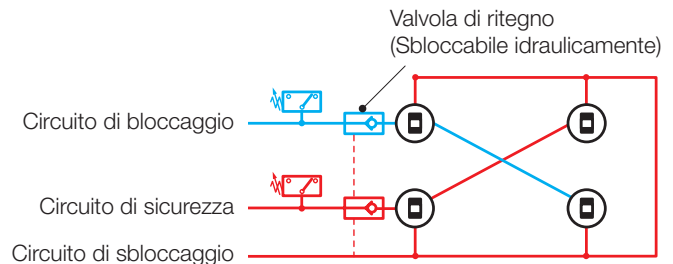 Valvola di ritegno
(Sbloccabile idraulicamente)
Circuito di bloccaggio
Circuito di sicurezza
Circuito di sbloccaggio